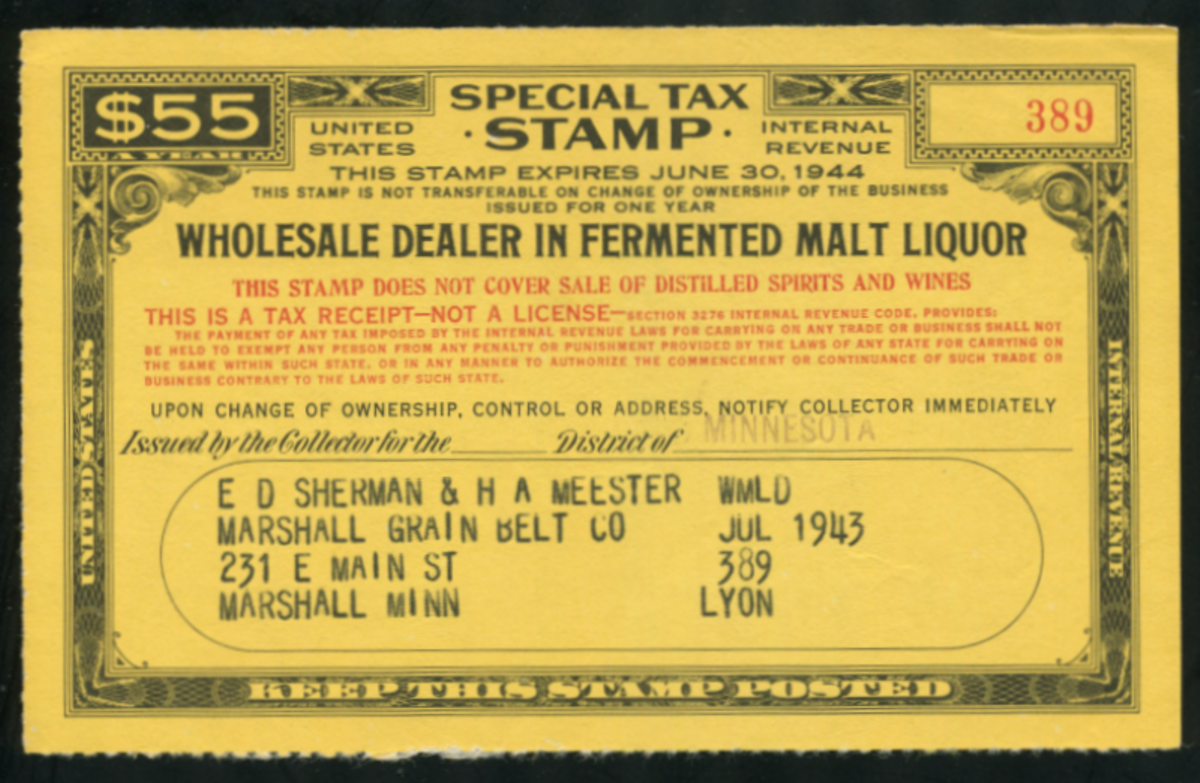 $55
A YEAR
UNITED STATES
SPECIAL TAX
· STAMP ·
INTERNAL REVENUE
389
THIS STAMP EXPIRES JUNE 30, 1944
THIS STAMP IS NOT TRANSFERABLE ON CHANGE OF OWNERSHIP OF THE BUSINESS
ISSUED FOR ONE YEAR
WHOLESALE DEALER IN FERMENTED MALT LIQUOR
THIS STAMP DOES NOT COVER SALE OF DISTILLED SPIRITS AND WINES
THIS IS A TAX RECEIPT—NOT A LICENSE—SECTION 3276 INTERNAL REVENUE CODE, PROVIDES:
THE PAYMENT OF ANY TAX IMPOSED BY THE INTERNAL REVENUE LAWS FOR CARRYING ON ANY TRADE OR BUSINESS SHALL NOT
BE HELD TO EXEMPT ANY PERSON FROM ANY PENALTY OR PUNISHMENT PROVIDED BY THE LAWS OF ANY STATE FOR CARRYING ON
THE SAME WITHIN SUCH STATE, OR IN ANY MANNER TO AUTHORIZE THE COMMENCEMENT OR CONTINUANCE OF SUCH TRADE OR
BUSINESS CONTRARY TO THE LAWS OF SUCH STATE.
UPON CHANGE OF OWNERSHIP, CONTROL OR ADDRESS, NOTIFY COLLECTOR IMMEDIATELY
Issued by the Collector for the District of MINNESOTA
E D SHERMAN & H A MEESTER WMLD
MARSHALL GRAIN BELT CO JUL 1943
231 E MAIN ST 389
MARSHALL MINN LYON
UNITED STATES
INTERNAL REVENUE
KEEP THIS STAMP POSTED